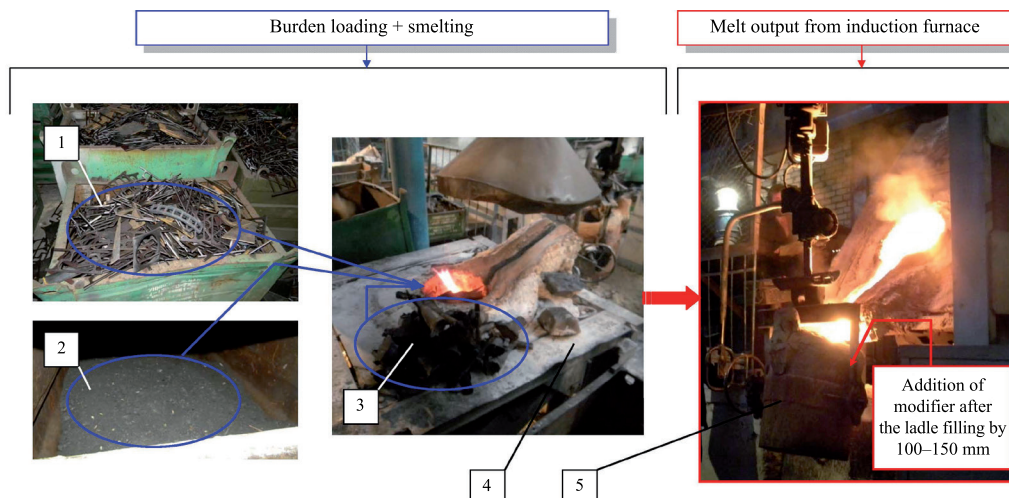 Burden loading + smelting
Melt output from induction furnace
1
2
3
4
5
Addition of
modifier after
the ladle filling by
100–150 mm